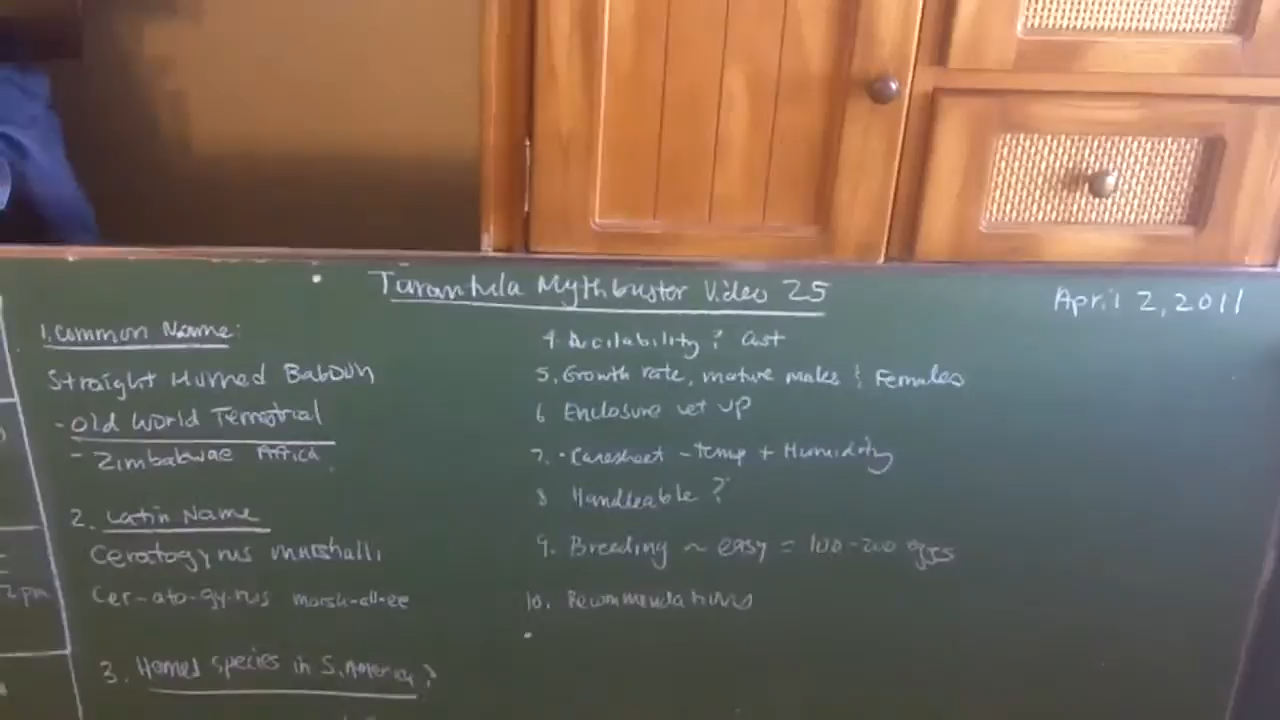 Tarantula Mythbuster Video 25
April 2, 2011
1. Common Name:
Straight Horned Baboon
- Old World Terrestrial
- Zimbabwae Africa
2. Latin Name
Ceratogyrus marshalli
Cer-ato-gy-rus marsh-all-ee
3. Horned species in S. America?
4. Availability? Cost
5. Growth rate, mature males & Females
6 Enclosure set up
7. Caresheet - Temp + Humidity
8 Handleable?
9. Breeding ~ easy = 100-200 eggs
10. Recommendations
2pm